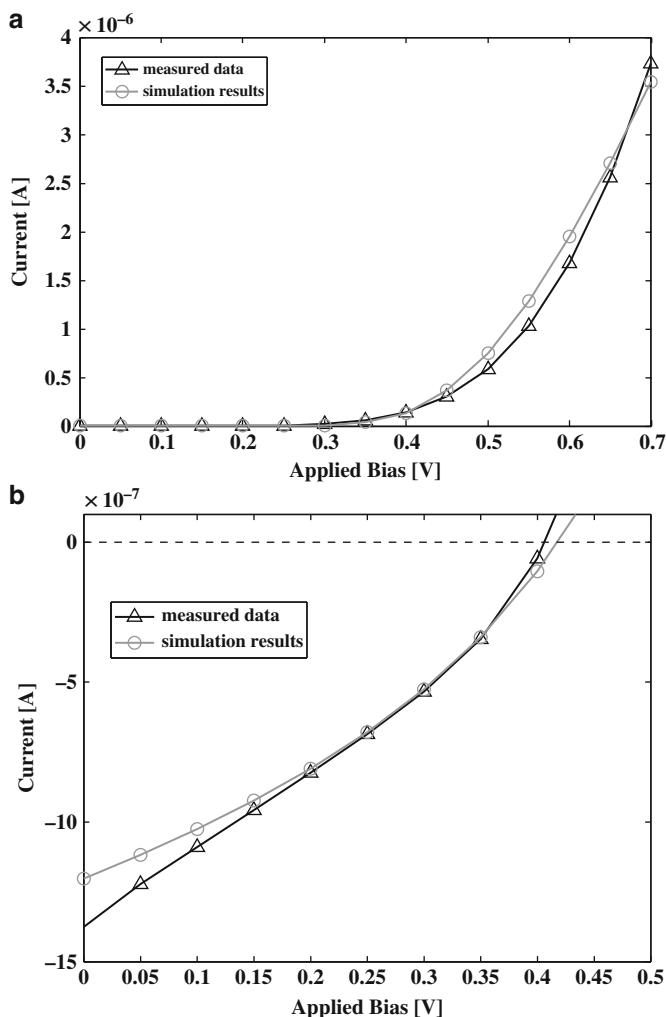 a
× 10⁻⁶
4
3.5
3
2.5
2
1.5
1
0.5
0
Current [A]
measured data
simulation results
0 0.1 0.2 0.3 0.4 0.5 0.6 0.7
Applied Bias [V]
b
× 10⁻⁷
0
−5
−10
−15
Current [A]
measured data
simulation results
0 0.05 0.1 0.15 0.2 0.25 0.3 0.35 0.4 0.45 0.5
Applied Bias [V]